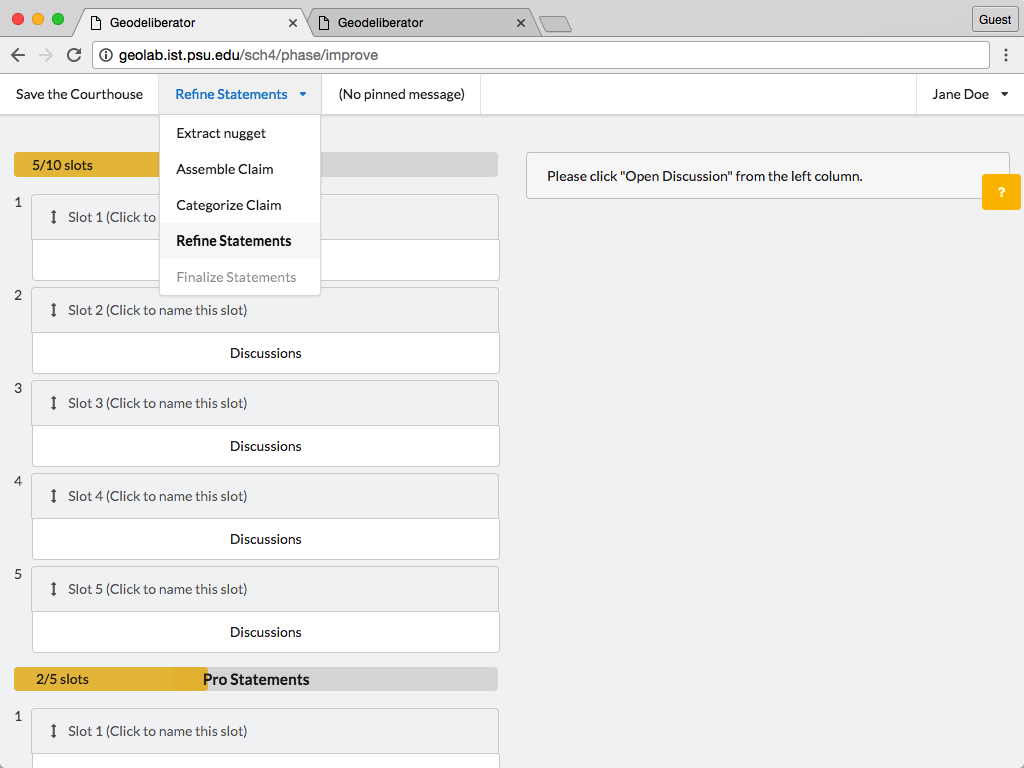 Geodeliberator
Geodeliberator
Guest
geolab.ist.psu.edu/sch4/phase/improve
Save the Courthouse
Refine Statements
(No pinned message)
Jane Doe
Extract nugget
Assemble Claim
Categorize Claim
Refine Statements
Finalize Statements
5/10 slots
1
Slot 1 (Click to
2
Slot 2 (Click to name this slot)
Discussions
3
Slot 3 (Click to name this slot)
Discussions
4
Slot 4 (Click to name this slot)
Discussions
5
Slot 5 (Click to name this slot)
Discussions
2/5 slots
Pro Statements
1
Slot 1 (Click to name this slot)
Please click "Open Discussion" from the left column.
?